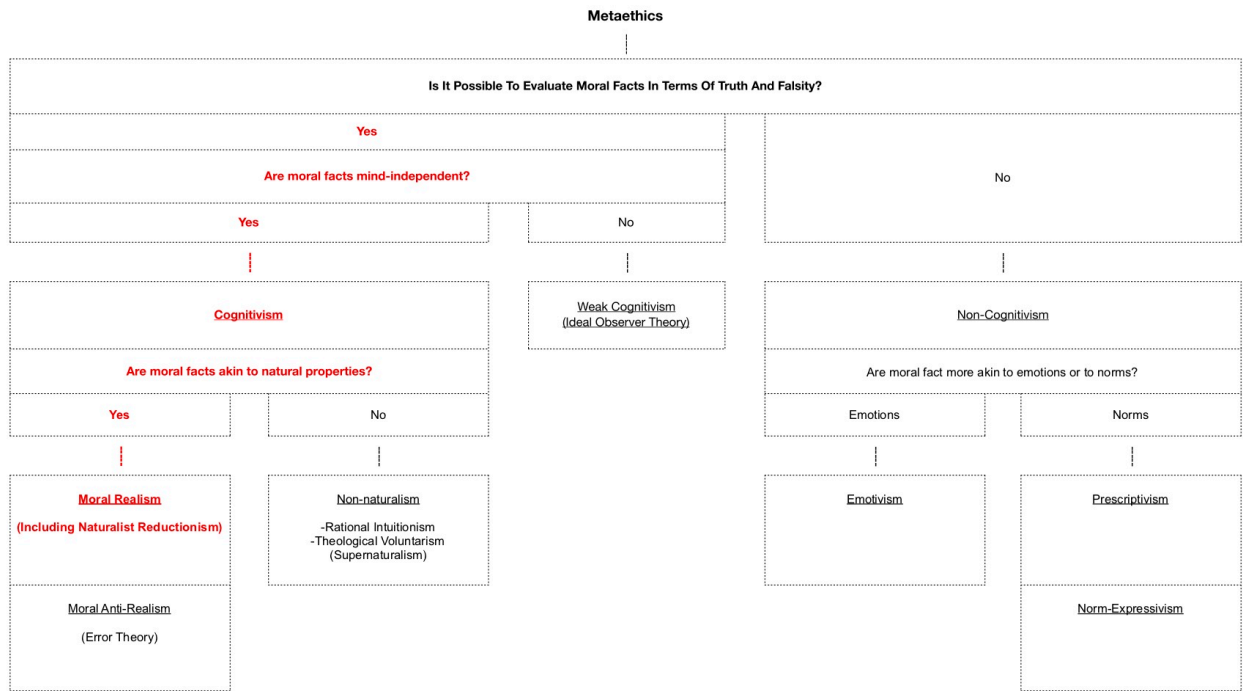 Metaethics
Is It Possible To Evaluate Moral Facts In Terms Of Truth And Falsity?
Yes
Are moral facts mind-independent?
No
Yes
No
Cognitivism
Weak Cognitivism
(Ideal Observer Theory)
Non-Cognitivism
Are moral facts akin to natural properties?
Are moral fact more akin to emotions or to norms?
Yes
No
Emotions
Norms
Moral Realism
(Including Naturalist Reductionism)
Non-naturalism
-Rational Intuitionism
-Theological Voluntarism
(Supernaturalism)
Emotivism
Prescriptivism
Moral Anti-Realism
(Error Theory)
Norm-Expressivism